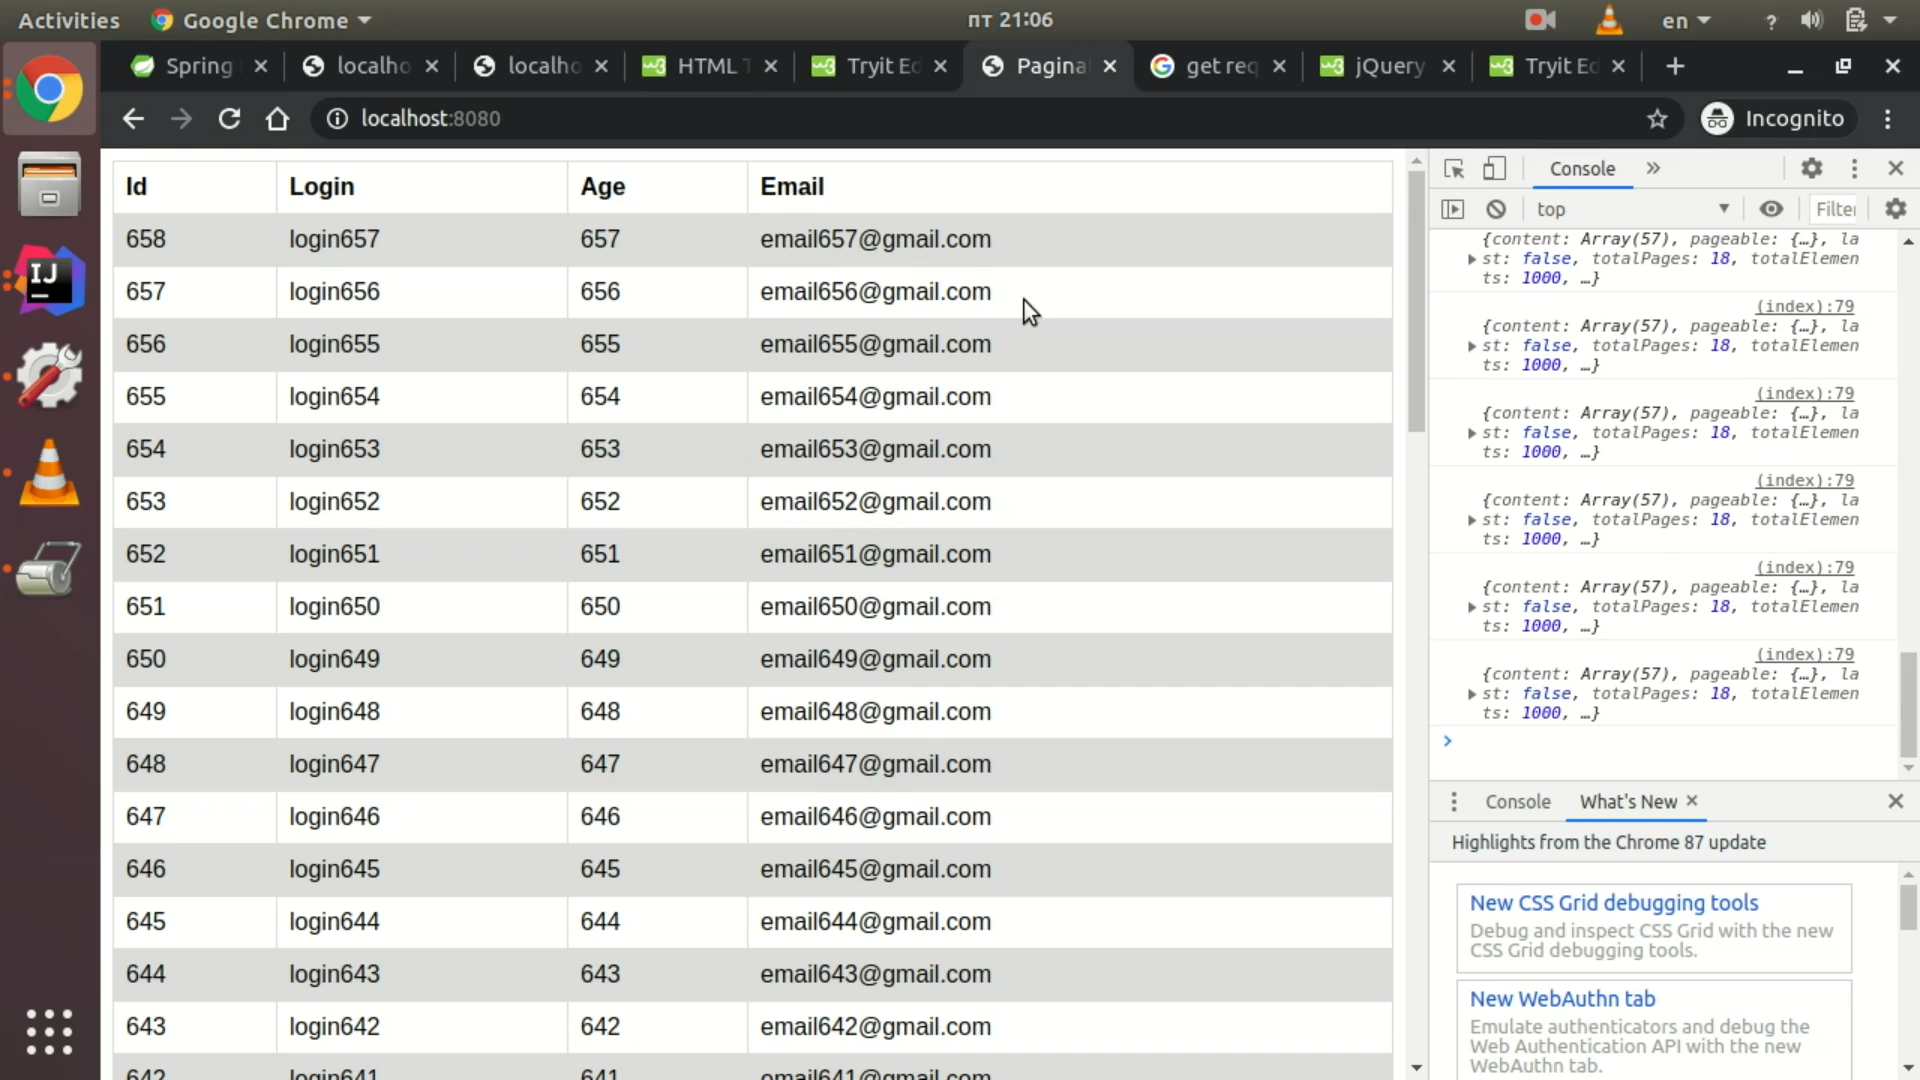 Activities
Google Chrome
пт 21:06
en
?
Spring
localho
localho
HTML T
Tryit Ed
Pagina
get req
jQuery
Tryit Ed
localhost:8080
Incognito
Id Login Age Email
658 login657 657 email657@gmail.com
657 login656 656 email656@gmail.com
656 login655 655 email655@gmail.com
655 login654 654 email654@gmail.com
654 login653 653 email653@gmail.com
653 login652 652 email652@gmail.com
652 login651 651 email651@gmail.com
651 login650 650 email650@gmail.com
650 login649 649 email649@gmail.com
649 login648 648 email648@gmail.com
648 login647 647 email647@gmail.com
647 login646 646 email646@gmail.com
646 login645 645 email645@gmail.com
645 login644 644 email644@gmail.com
644 login643 643 email643@gmail.com
643 login642 642 email642@gmail.com
642 login641 641 email641@gmail.com
Console
top
Filter
{content: Array(57), pageable: {…}, la
st: false, totalPages: 18, totalElemen
ts: 1000, …}
(index):79
{content: Array(57), pageable: {…}, la
st: false, totalPages: 18, totalElemen
ts: 1000, …}
(index):79
{content: Array(57), pageable: {…}, la
st: false, totalPages: 18, totalElemen
ts: 1000, …}
(index):79
{content: Array(57), pageable: {…}, la
st: false, totalPages: 18, totalElemen
ts: 1000, …}
(index):79
{content: Array(57), pageable: {…}, la
st: false, totalPages: 18, totalElemen
ts: 1000, …}
(index):79
{content: Array(57), pageable: {…}, la
st: false, totalPages: 18, totalElemen
ts: 1000, …}
Console
What's New
Highlights from the Chrome 87 update
New CSS Grid debugging tools
Debug and inspect CSS Grid with the new
CSS Grid debugging tools.
New WebAuthn tab
Emulate authenticators and debug the
Web Authentication API with the new
WebAuthn tab.
IJ